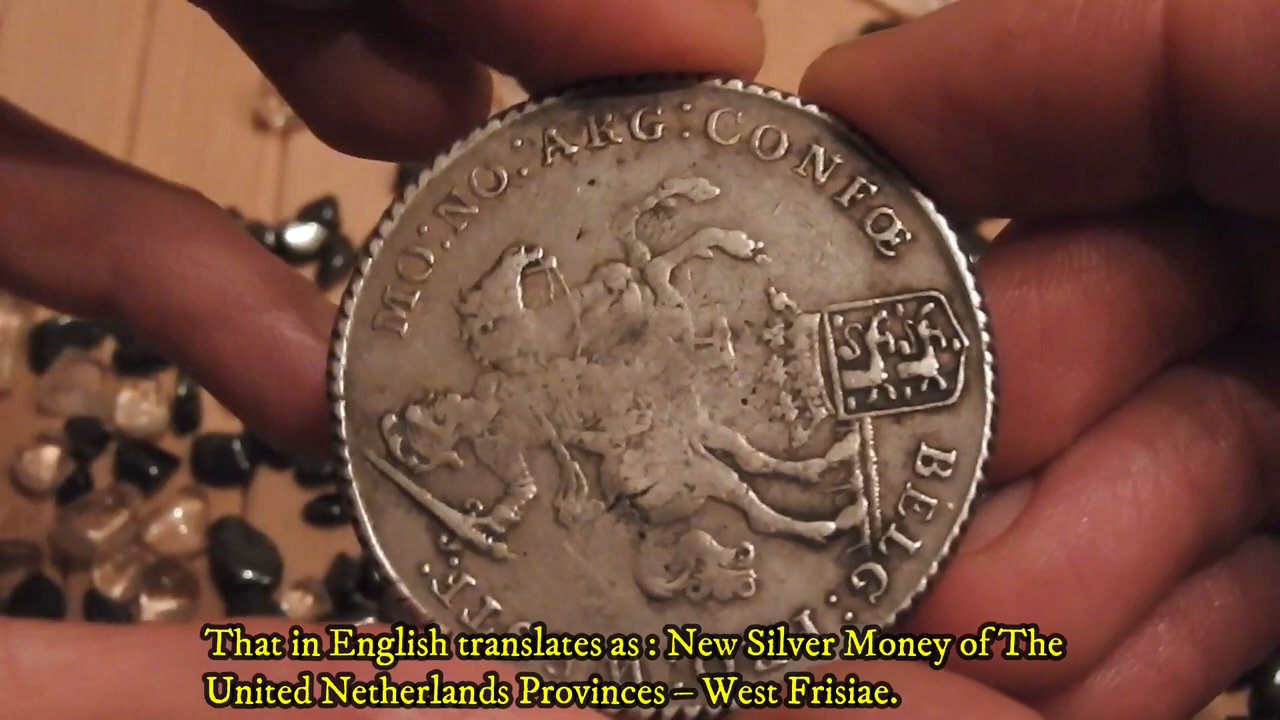 MO:NO:ARG:CONFŒ BELG:
That in English translates as : New Silver Money of The
United Netherlands Provinces – West Frisiae.